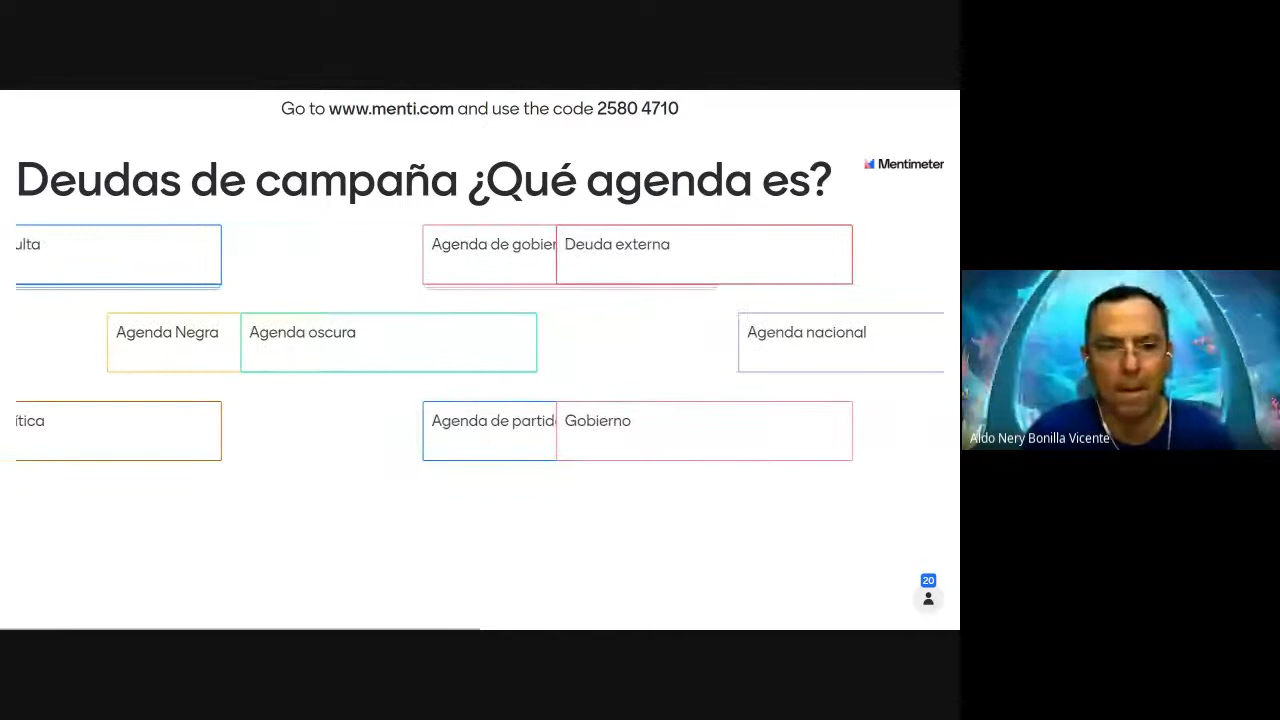 Go to www.menti.com and use the code 2580 4710
Deudas de campaña ¿Qué agenda es?
Mentimeter
ulta
Agenda de gobier
Deuda externa
Agenda Negra
Agenda oscura
Agenda nacional
ítica
Agenda de partid
Gobierno
20
Aldo Nery Bonilla Vicente